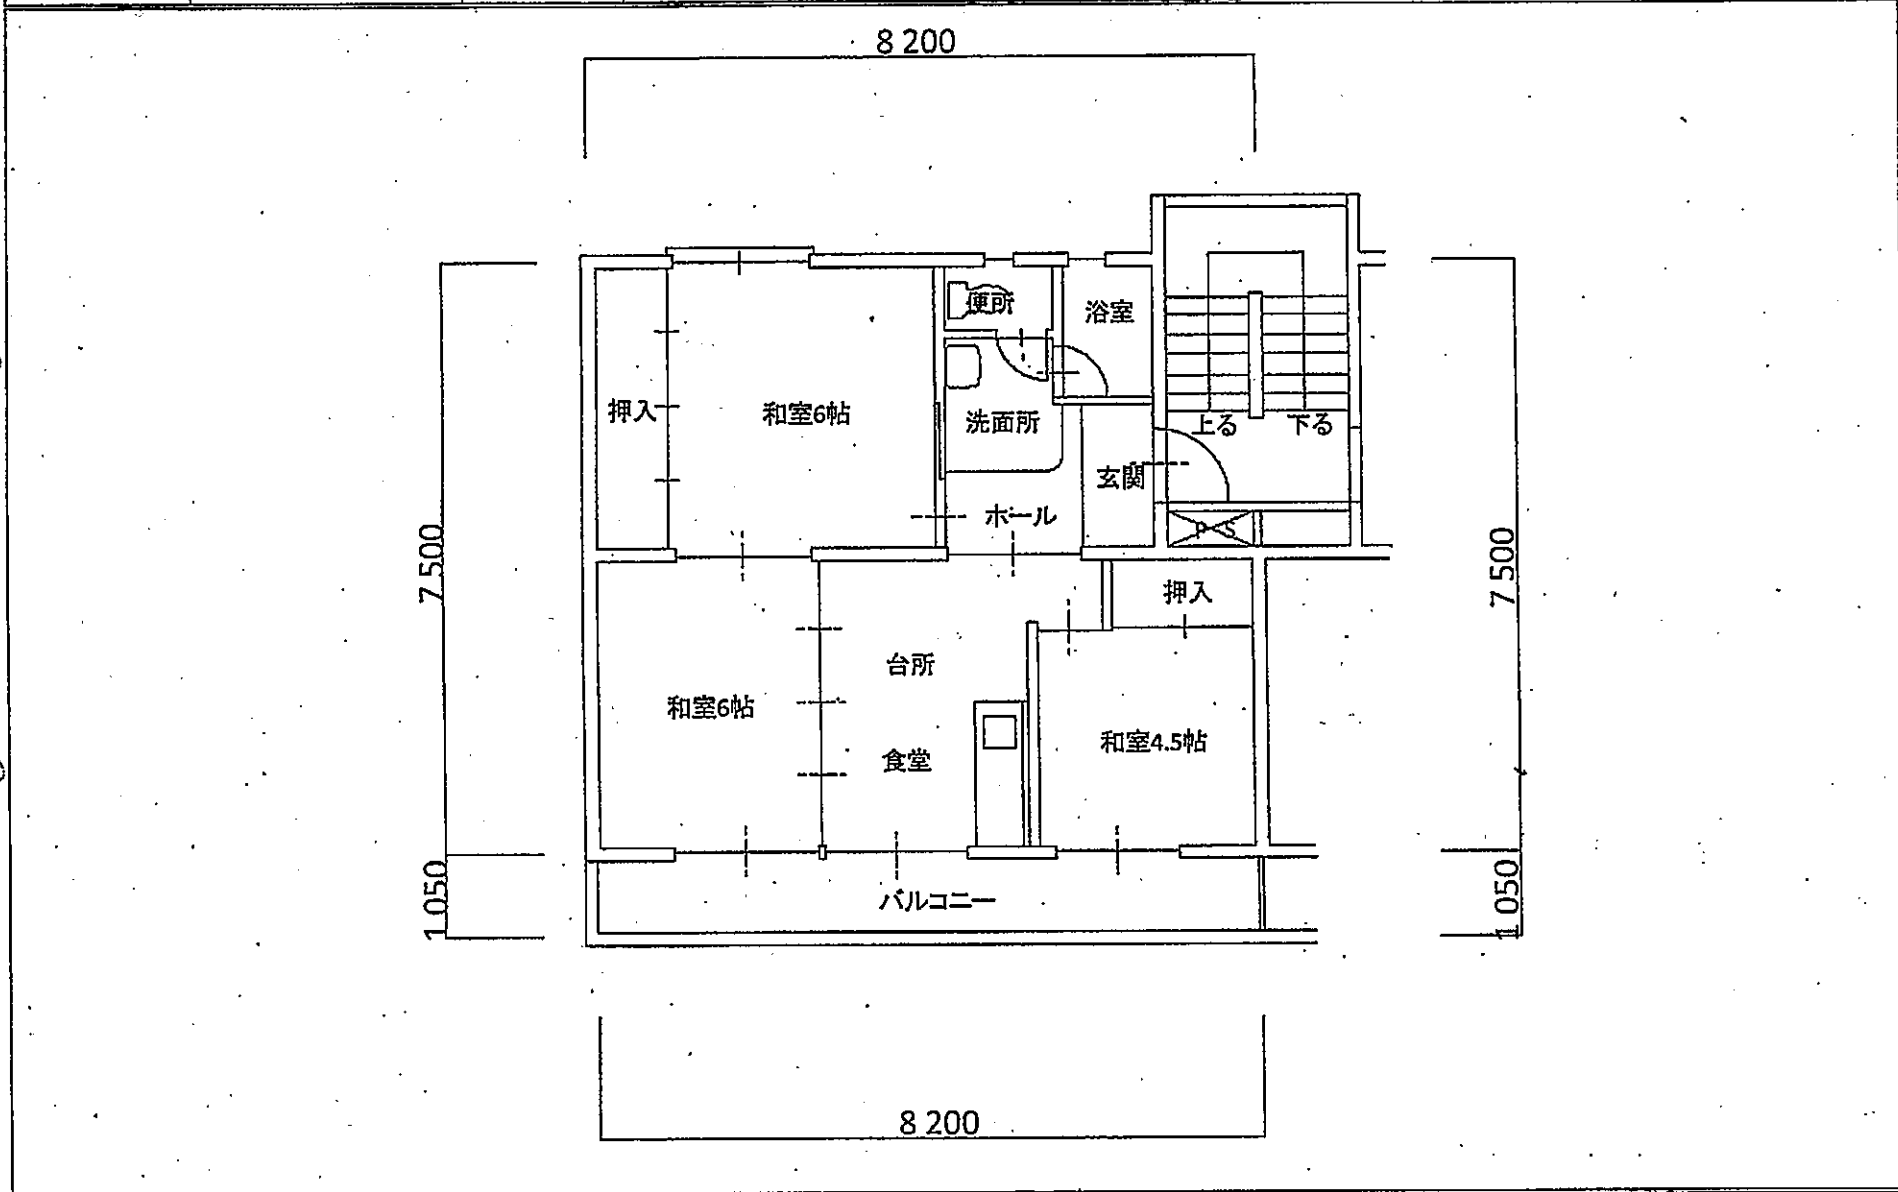 8 200
便所
浴室
押入
和室6帖
洗面所
上る
下る
玄関
ホール
P S
7 500
7 500
押入
台所
和室6帖
食堂
和室4.5帖
バルコニー
1 050
1 050
8 200